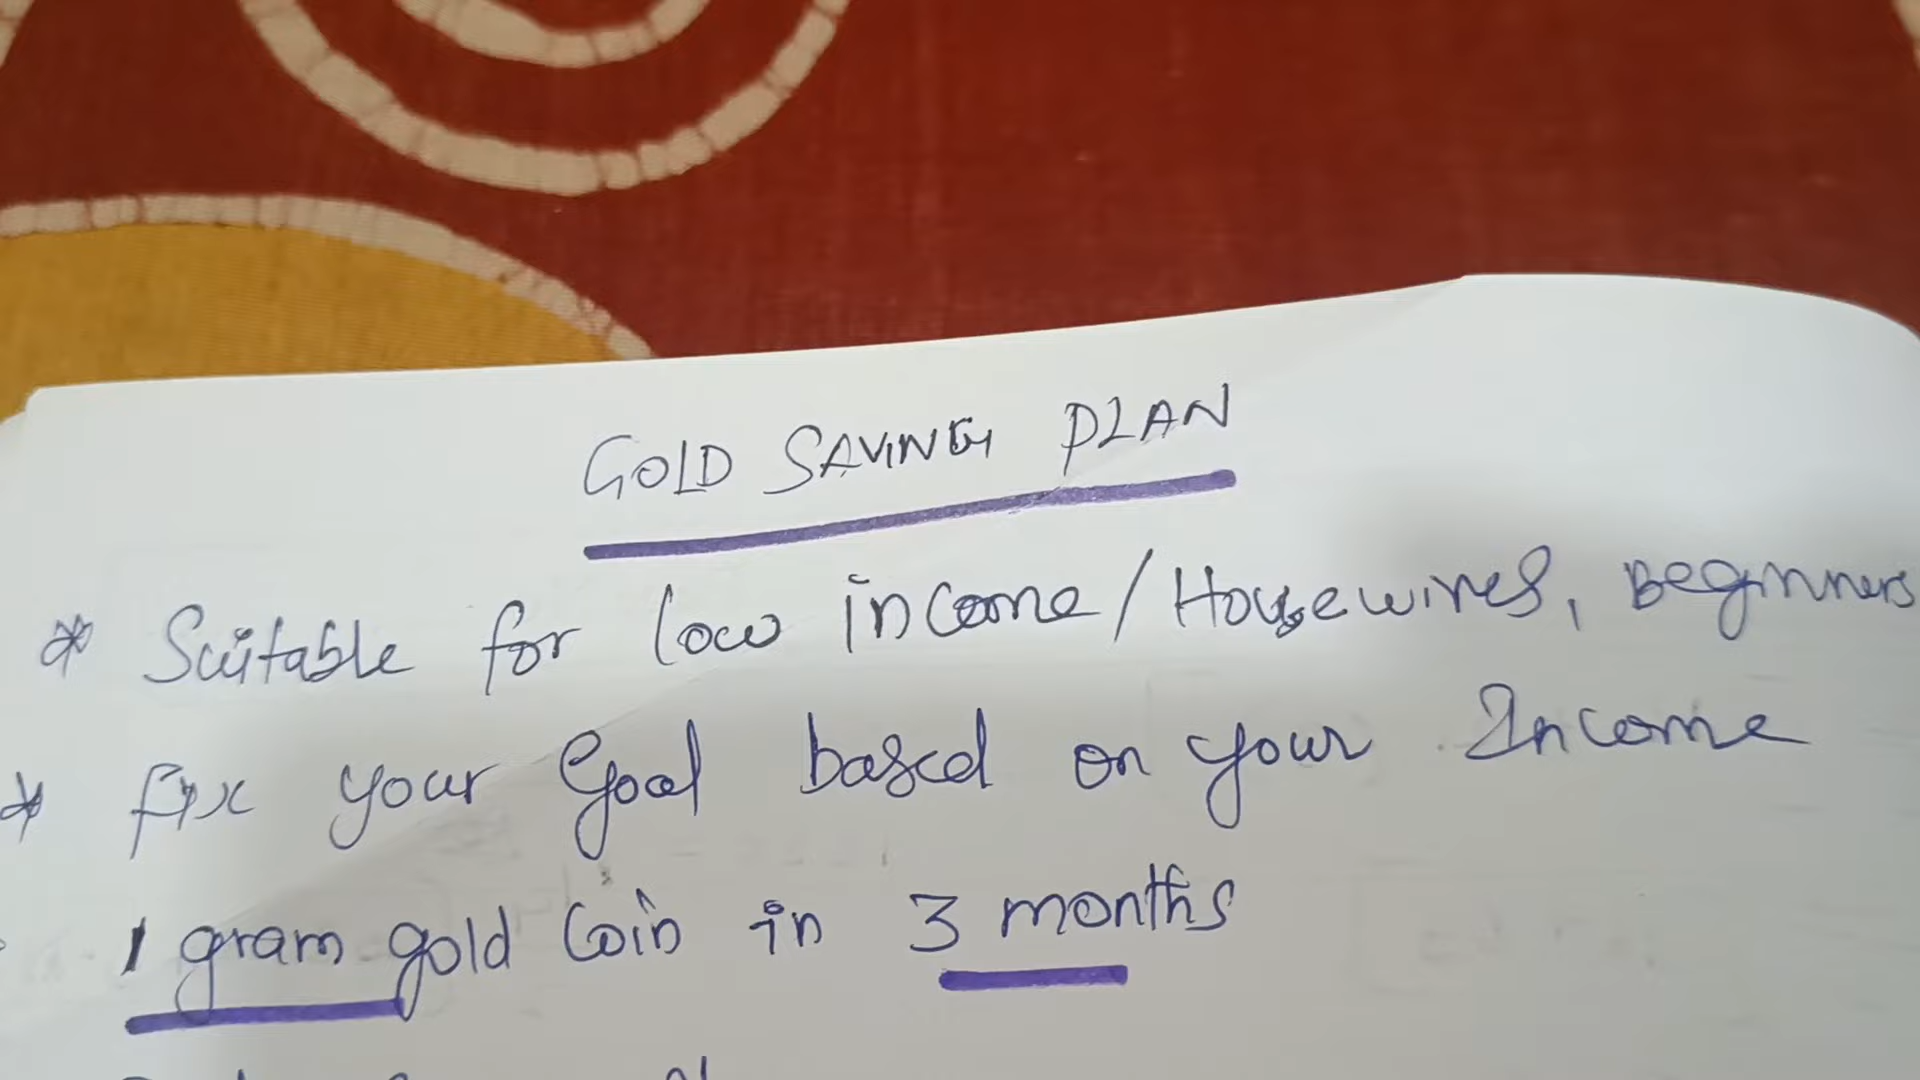 GOLD SAVING PLAN
* Suitable for low income/Housewives, Beginners
* fix your Goal based on your Income
1 gram gold Coin in 3 months